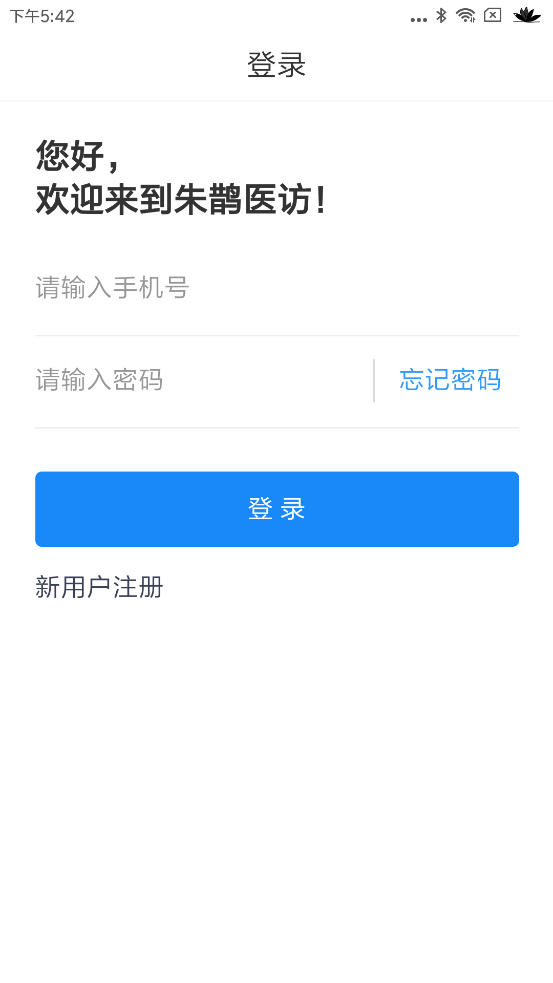 下午5:42
登录
您好，
欢迎来到朱鹊医访！
请输入手机号
请输入密码
忘记密码
登 录
新用户注册